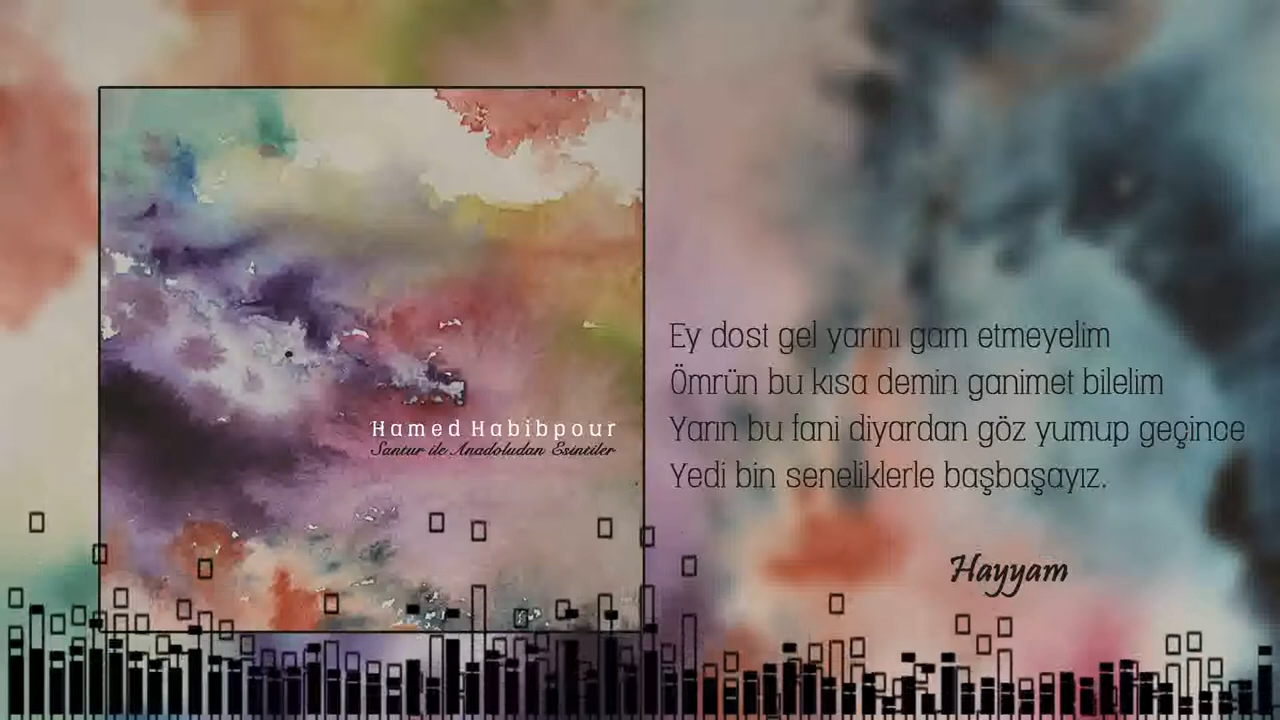 Hamed Habibpour
Santur ile Anadoludan Esintiler
Ey dost gel yarını gam etmeyelim
Ömrün bu kısa demin ganimet bilelim
Yarın bu fani diyardan göz yumup geçince
Yedi bin seneliklerle başbaşayız.
Hayyam